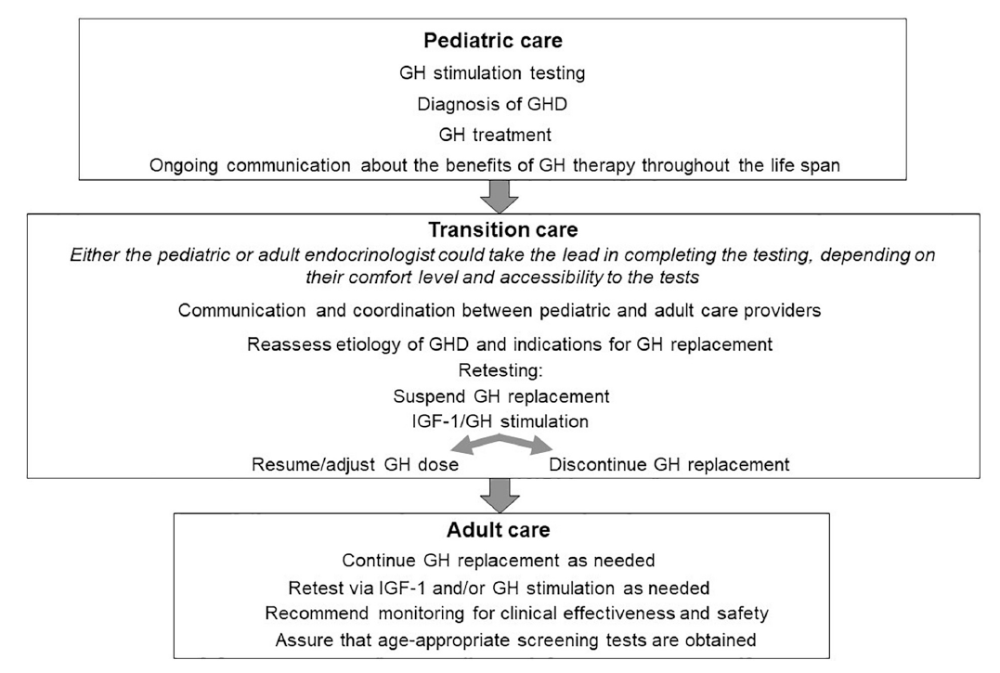 Pediatric care
GH stimulation testing
Diagnosis of GHD
GH treatment
Ongoing communication about the benefits of GH therapy throughout the life span
Transition care
Either the pediatric or adult endocrinologist could take the lead in completing the testing, depending on
their comfort level and accessibility to the tests
Communication and coordination between pediatric and adult care providers
Reassess etiology of GHD and indications for GH replacement
Retesting:
Suspend GH replacement
IGF-1/GH stimulation
Resume/adjust GH dose
Discontinue GH replacement
Adult care
Continue GH replacement as needed
Retest via IGF-1 and/or GH stimulation as needed
Recommend monitoring for clinical effectiveness and safety
Assure that age-appropriate screening tests are obtained